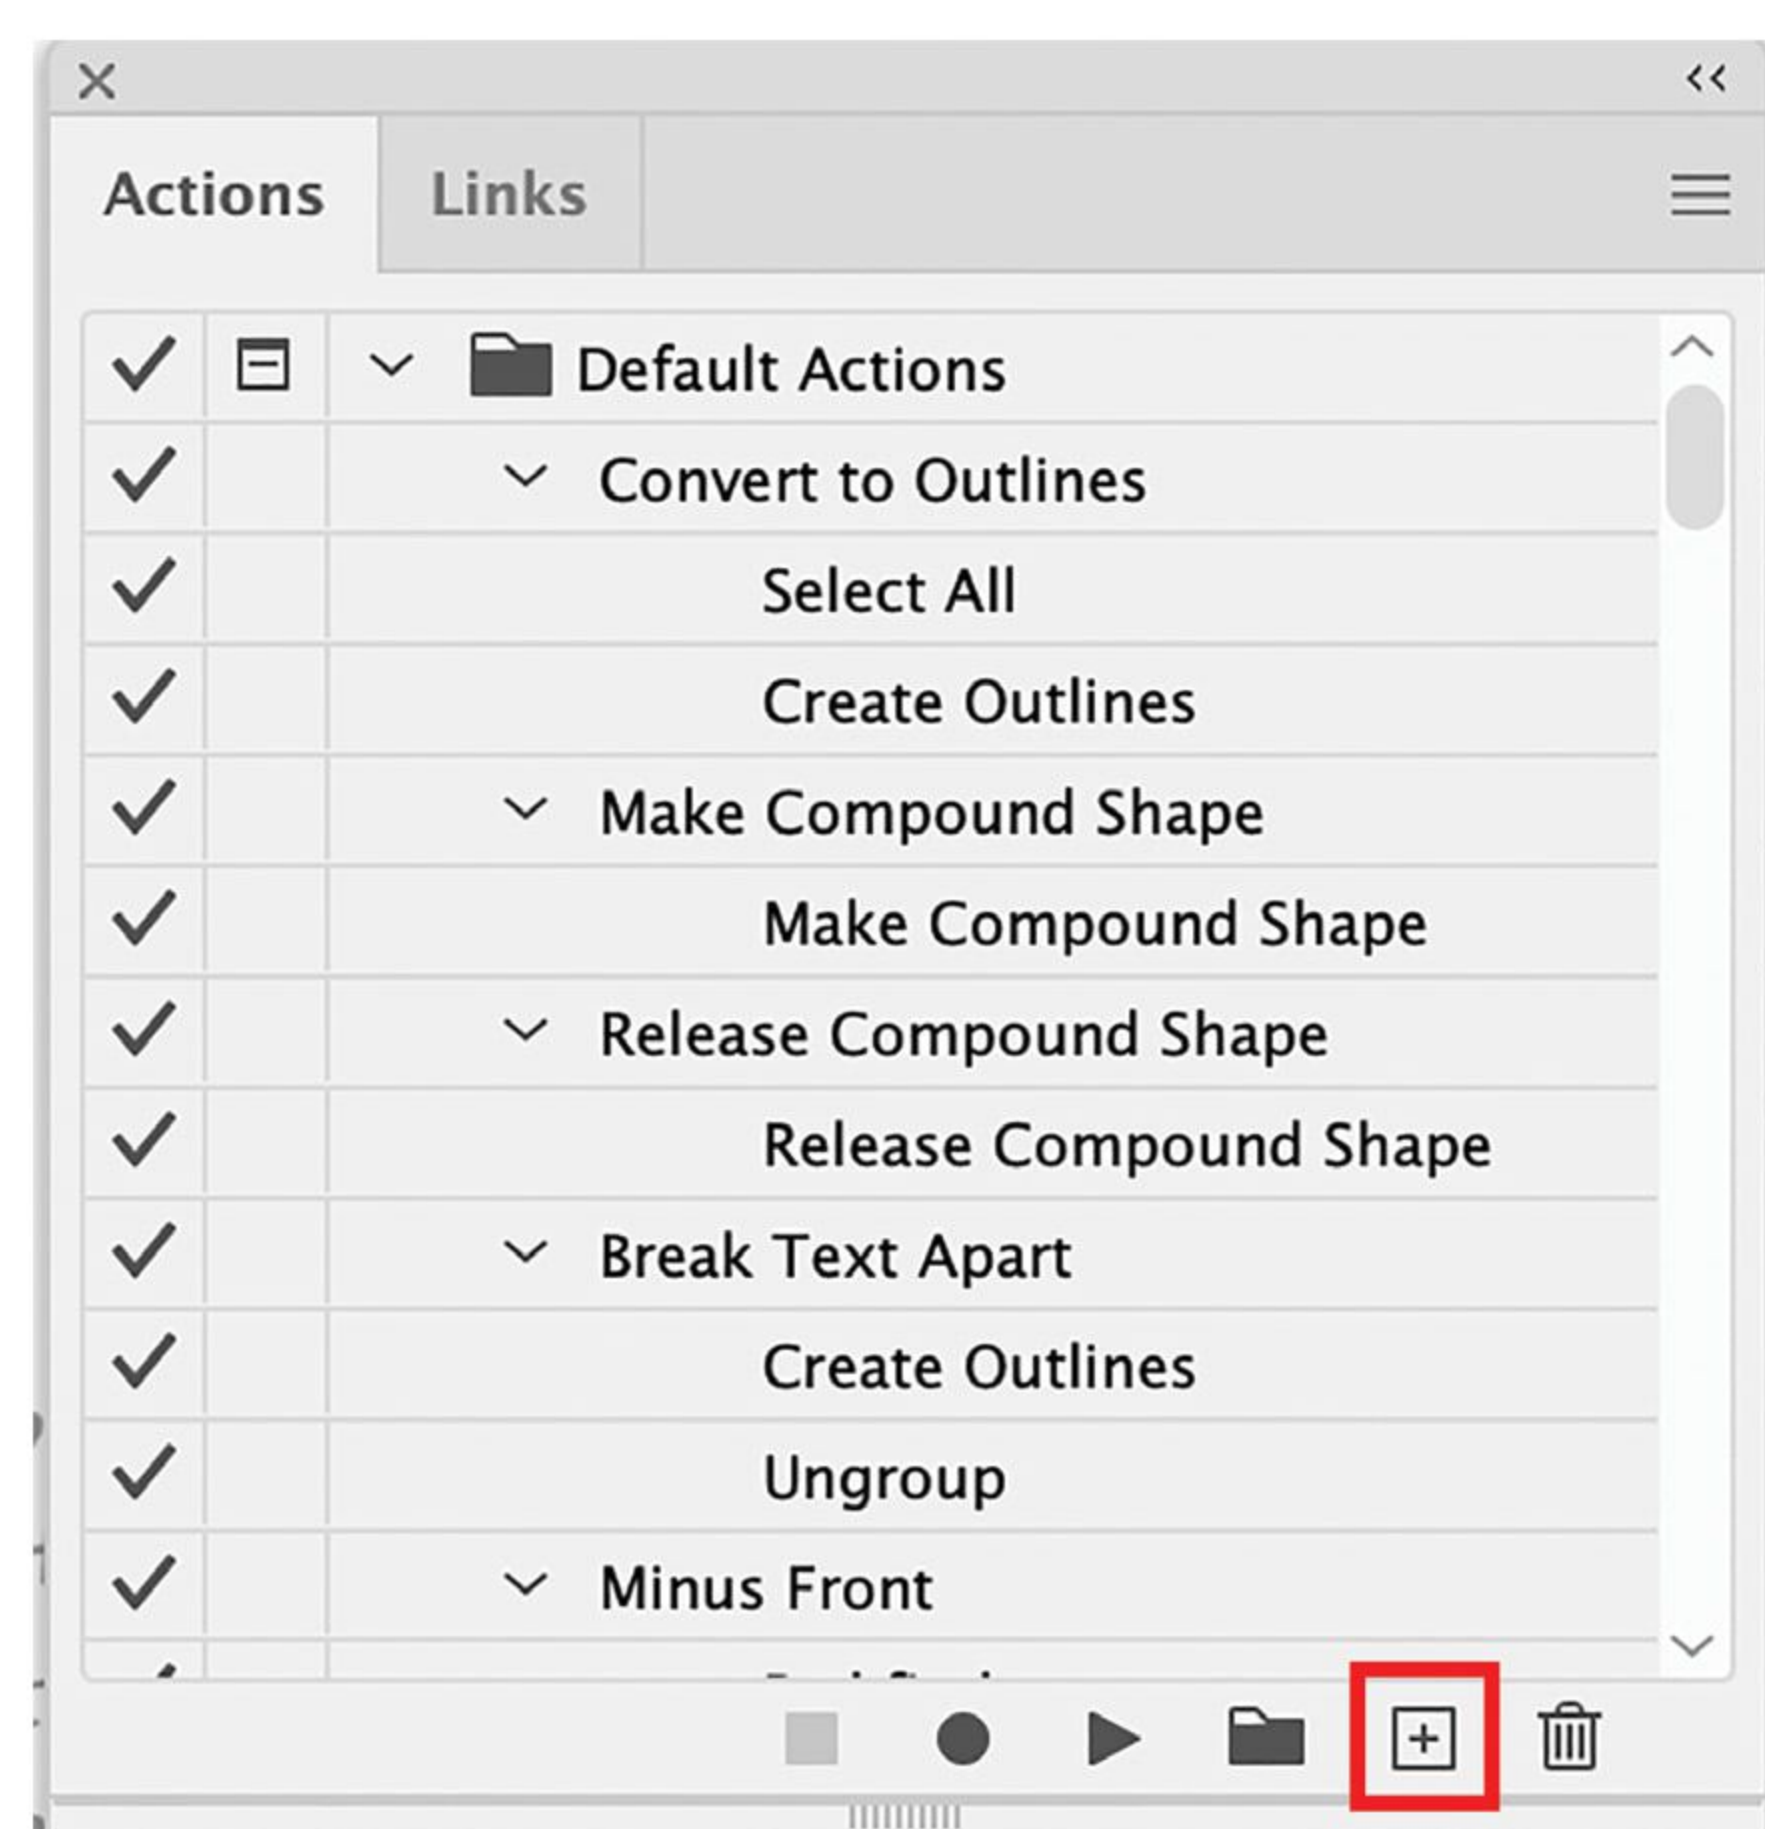 Actions
Links
Default Actions
Convert to Outlines
Select All
Create Outlines
Make Compound Shape
Make Compound Shape
Release Compound Shape
Release Compound Shape
Break Text Apart
Create Outlines
Ungroup
Minus Front